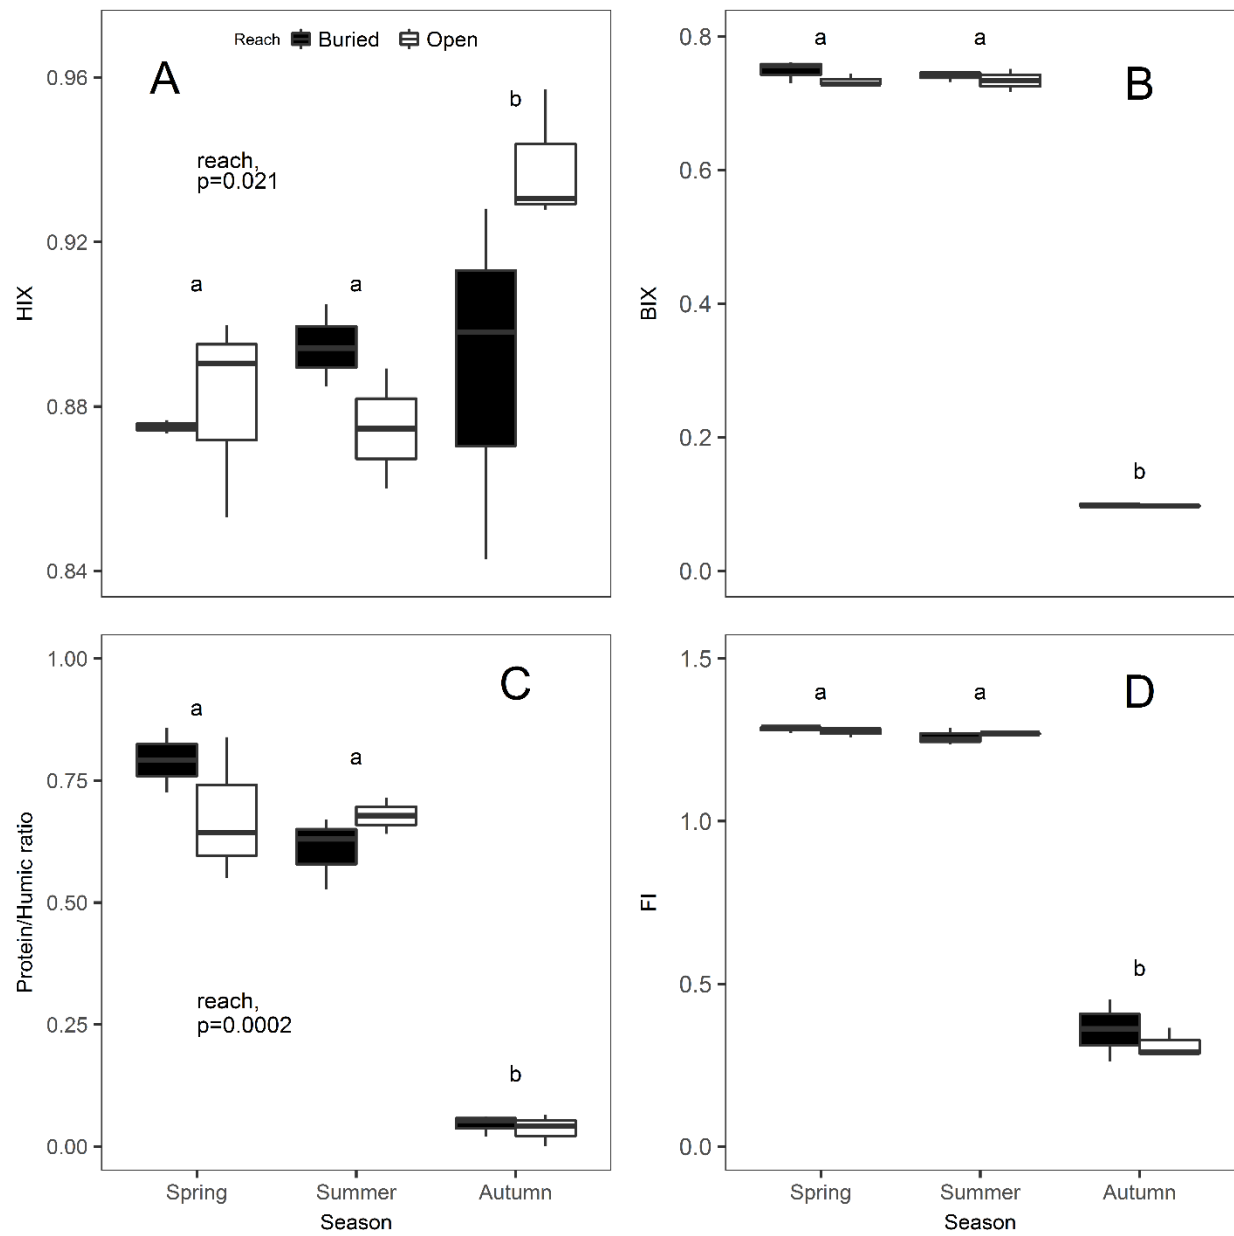 Reach Buried Open
A
0.96
0.92
0.88
0.84
HIX
reach,
p=0.021
a
a
b
B
0.8
0.6
0.4
0.2
0.0
BIX
a
a
b
C
1.00
0.75
0.50
0.25
0.00
Protein/Humic ratio
a
a
reach,
p=0.0002
b
Spring Summer Autumn
Season
D
1.5
1.0
0.5
0.0
FI
a
a
b
Spring Summer Autumn
Season